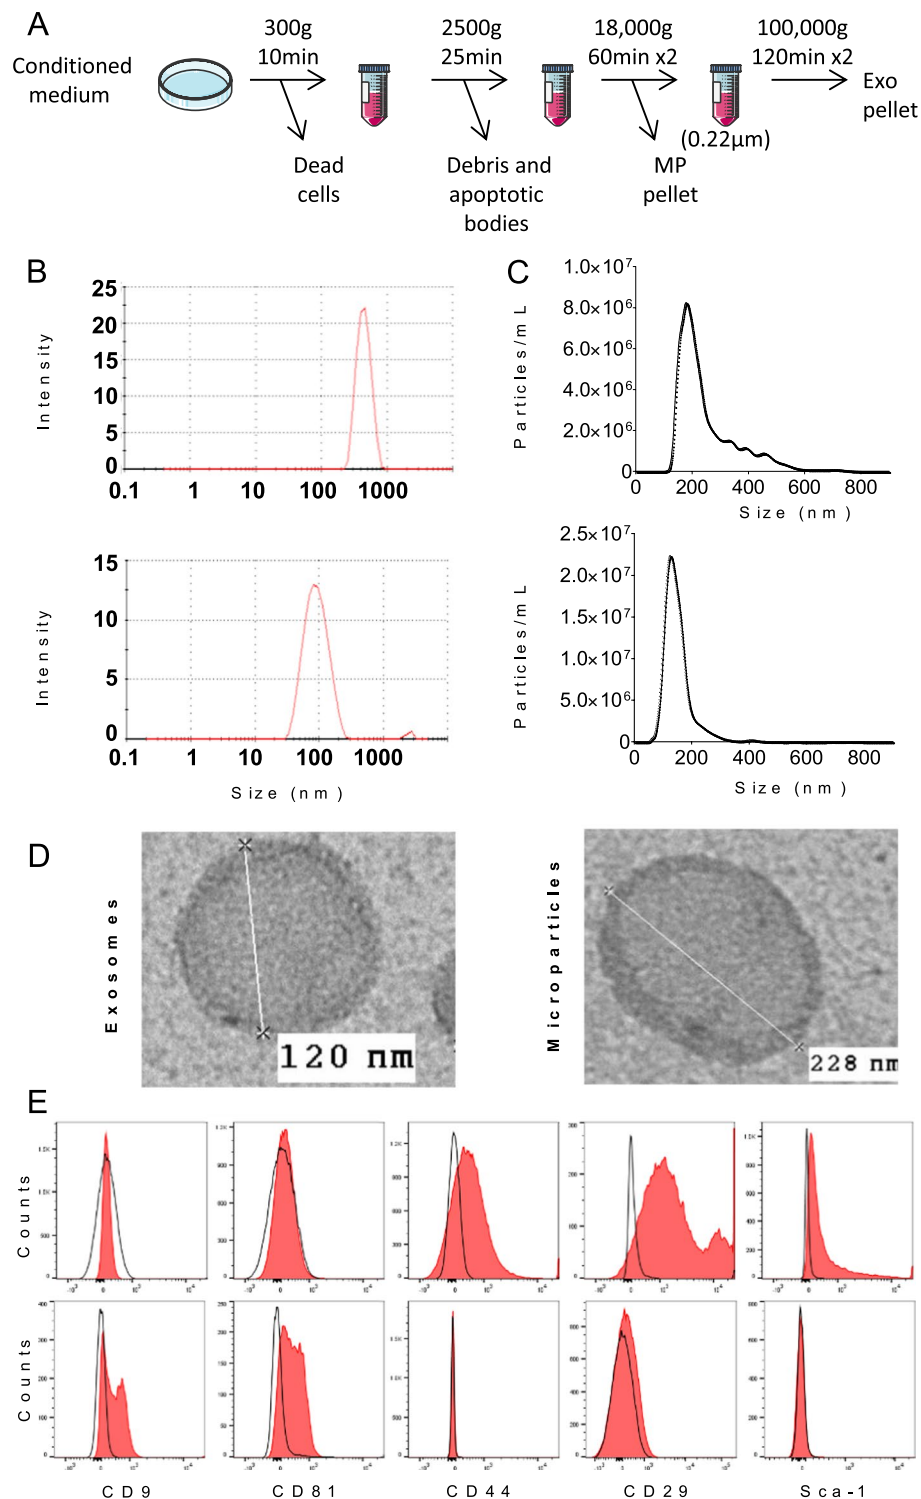 A
300g
10min
2500g
25min
18,000g
60min x2
100,000g
120min x2
Conditioned
medium
Exo
pellet
(0.22µm)
Dead
cells
Debris and
apoptotic
bodies
MP
pellet
B
Intensity
25
20
15
10
5
0
0.1 1 10 100 1000
Intensity
15
10
5
0
0.1 1 10 100 1000
Size (nm)
C
Particles/mL
1.0×10⁷
8.0×10⁶
6.0×10⁶
4.0×10⁶
2.0×10⁶
0
0 200 400 600 800
Size (nm)
Particles/mL
2.5×10⁷
2.0×10⁷
1.5×10⁷
1.0×10⁷
5.0×10⁶
0
0 200 400 600 800
Size (nm)
D
Exosomes
120 nm
Microparticles
228 nm
E
Counts
Counts
CD9 CD81 CD44 CD29 Sca-1